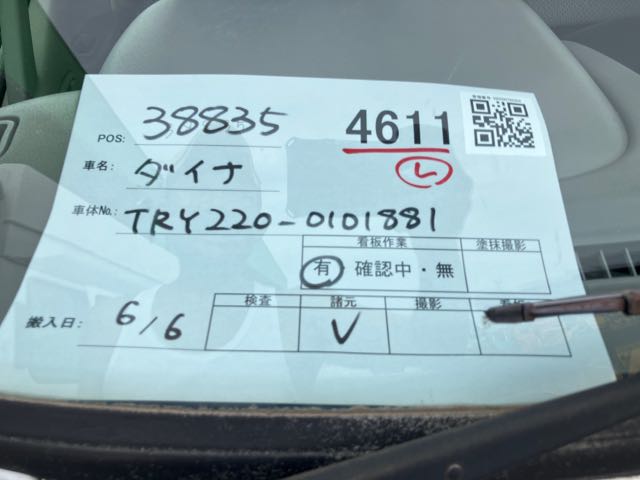 POS: 38835 4611
レ
車名: ダイナ
車体No.: TRY220-0101881
看板作業 塗抹撮影
有 確認中・無
検査 諸元 撮影
搬入日: 6/6 V